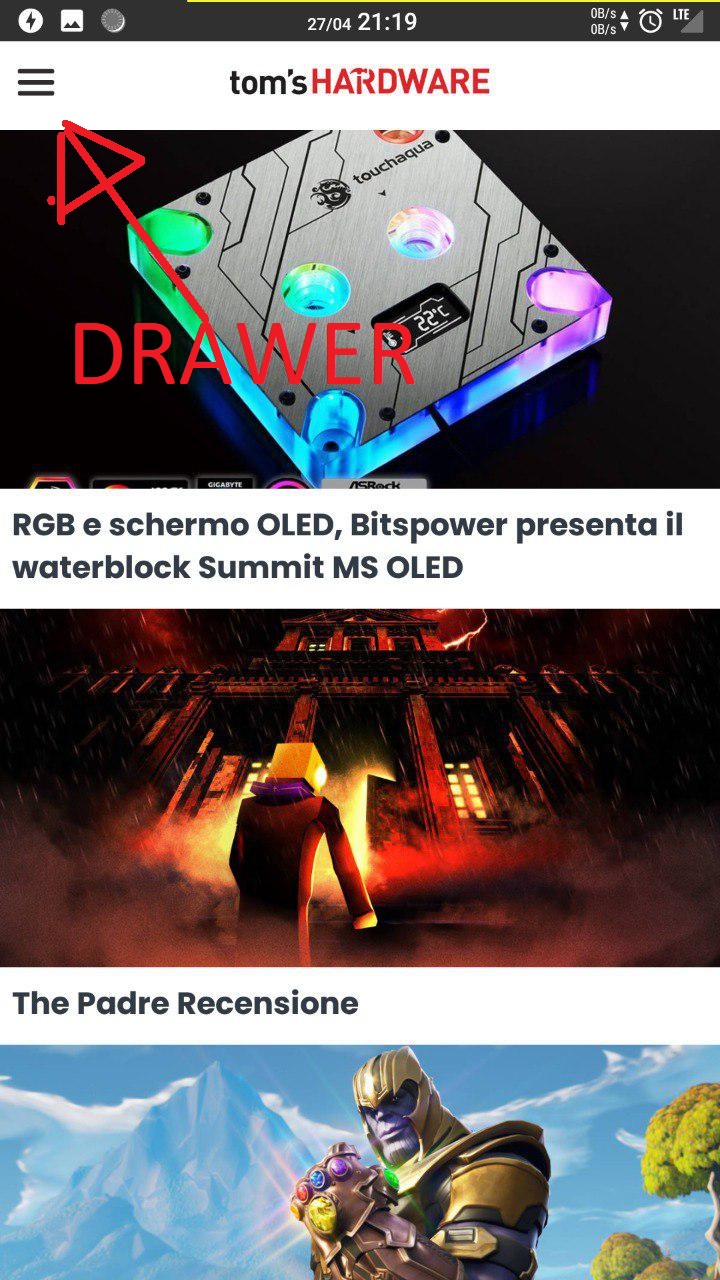 27/04 21:19
0B/s
0B/s
LTE
tom's HARDWARE
touchaqua
22°C
DRAWER
GIGABYTE
ASRock
RGB e schermo OLED, Bitspower presenta il
waterblock Summit MS OLED
The Padre Recensione